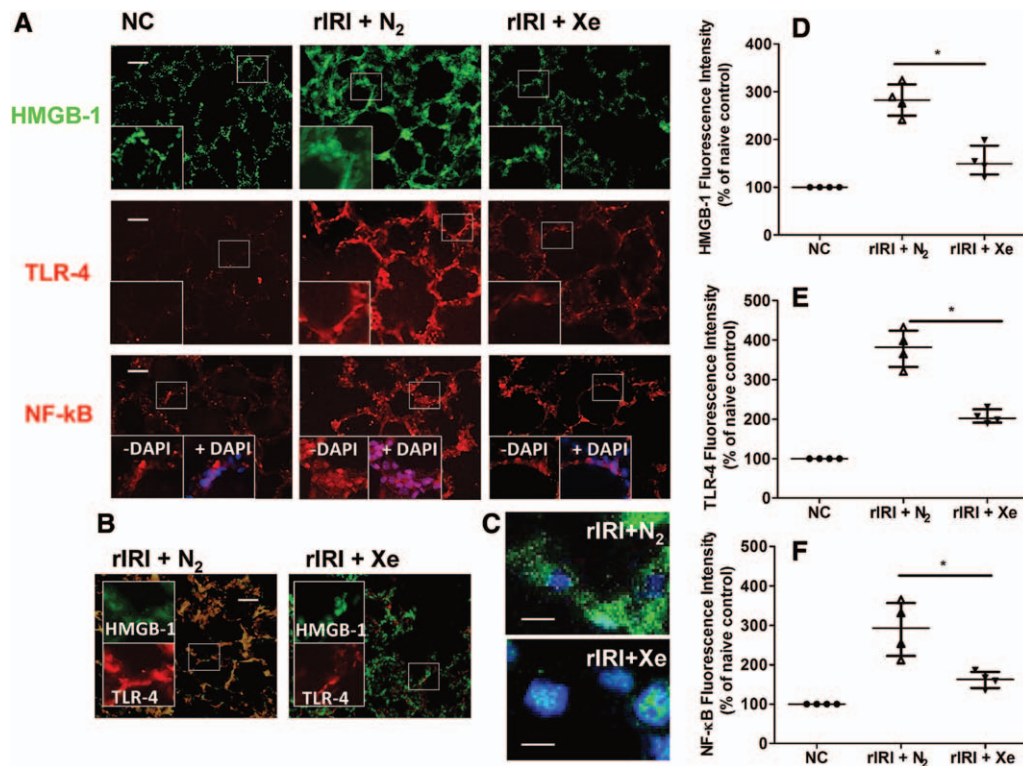 A
NC
rIRI + N₂
rIRI + Xe
HMGB-1
TLR-4
NF-kB
-DAPI
+ DAPI
-DAPI
+ DAPI
-DAPI
+ DAPI
B
rIRI + N₂
rIRI + Xe
HMGB-1
TLR-4
HMGB-1
TLR-4
C
rIRI+N₂
rIRI+Xe
D
HMGB-1 Fluorescence Intensity
(% of naive control)
400
300
200
100
0
*
NC
rIRI + N₂
rIRI + Xe
E
TLR-4 Fluorescence Intensity
(% of naive control)
500
400
300
200
100
0
*
NC
rIRI + N₂
rIRI + Xe
F
NF-κB Fluorescence Intensity
(% of naive control)
500
400
300
200
100
0
*
NC
rIRI + N₂
rIRI + Xe